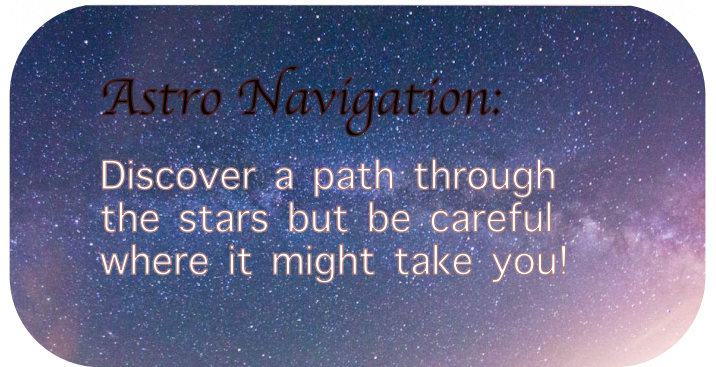 Astro Navigation:
Discover a path through
the stars but be careful
where it might take you!